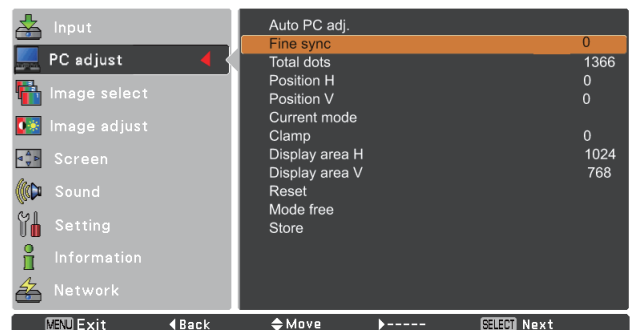 Input
PC adjust
Image select
Image adjust
Screen
Sound
Setting
Information
Network
Auto PC adj.
Fine sync 0
Total dots 1366
Position H 0
Position V 0
Current mode
Clamp 0
Display area H 1024
Display area V 768
Reset
Mode free
Store
MENU Exit ◀Back Move ▶----- SELECT Next